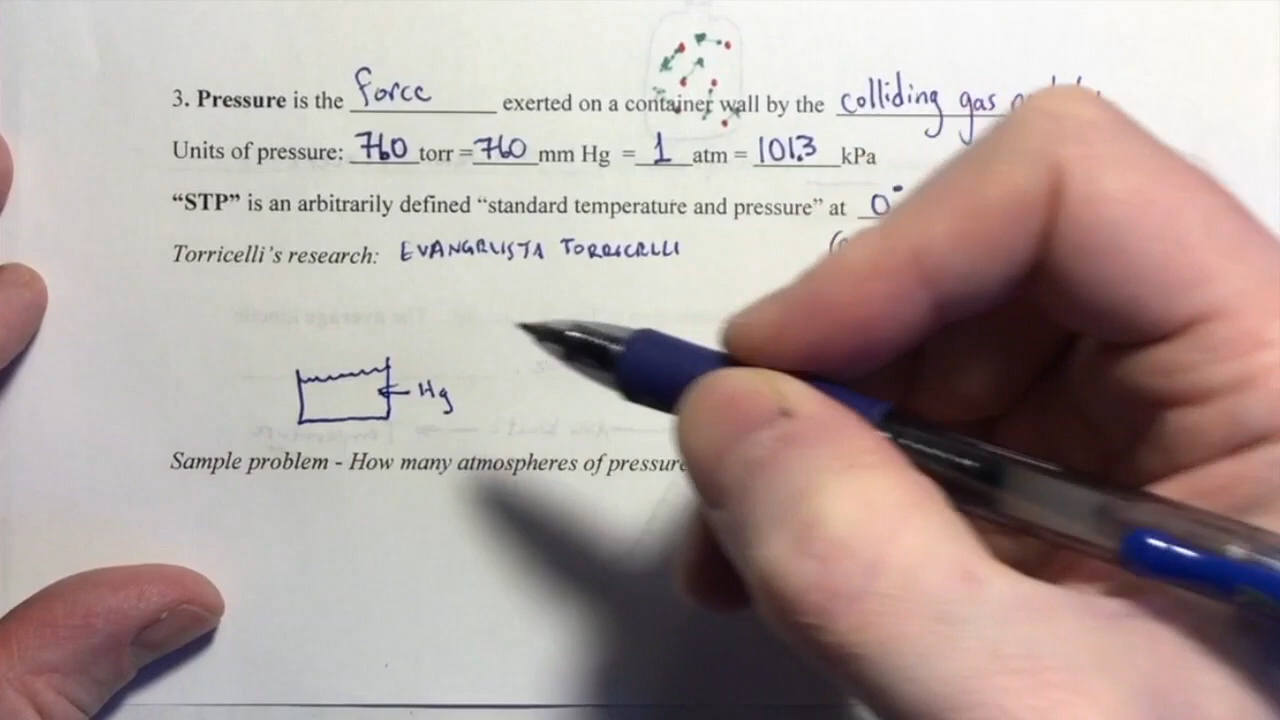 3. Pressure is the force exerted on a container wall by the colliding gas
Units of pressure: 760 torr = 760 mm Hg = 1 atm = 101.3 kPa
“STP” is an arbitrarily defined “standard temperature and pressure” at 0°
Torricelli's research: EVANGELISTA TORRICELLI
Hg
Sample problem - How many atmospheres of pressure